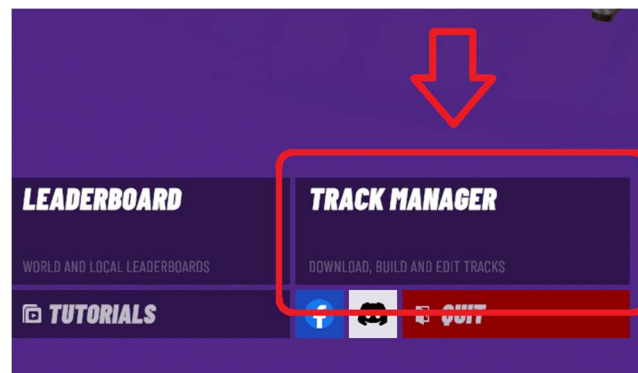 LEADERBOARD
TRACK MANAGER
WORLD AND LOCAL LEADERBOARDS
DOWNLOAD, BUILD AND EDIT TRACKS
TUTORIALS
QUIT